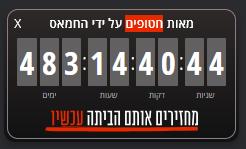 X מאות חטופים על ידי החמאס
483:14:40:44
ימים שעות דקות שניות
מחזירים אותם הביתה עכשיו